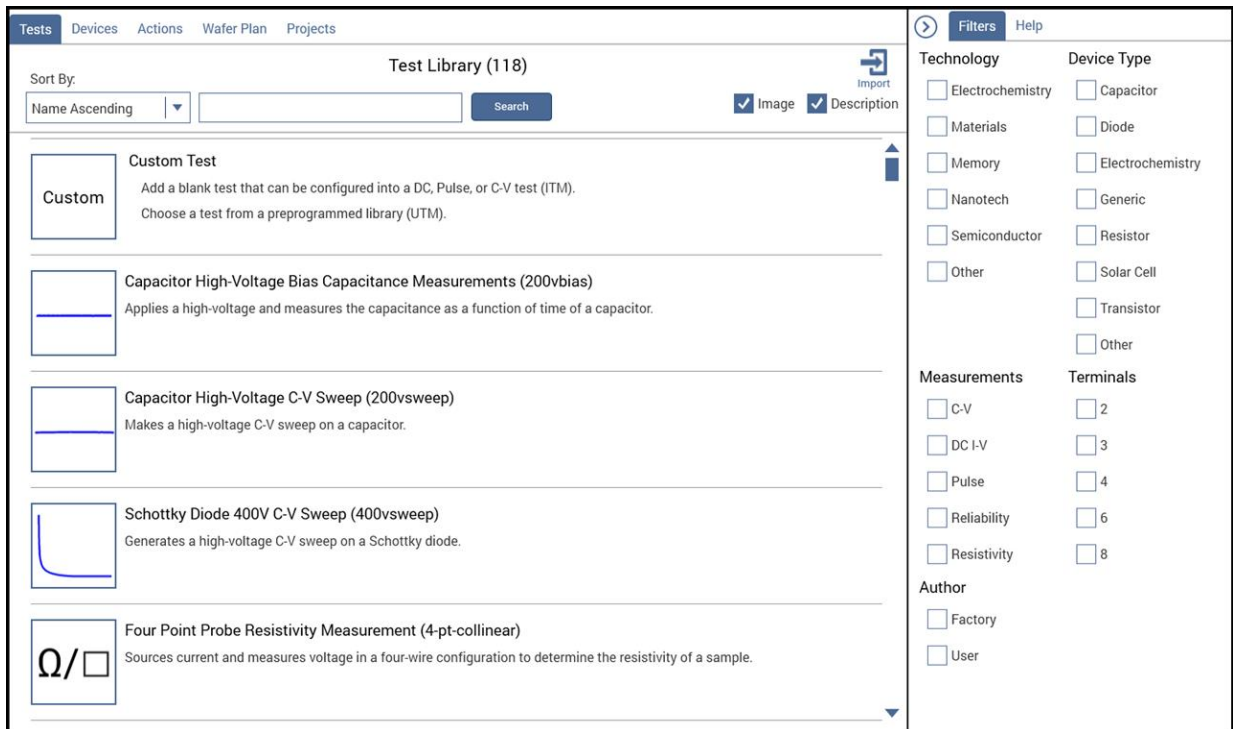 Tests Devices Actions Wafer Plan Projects
Test Library (118)
Import
Sort By:
Name Ascending
Search
Image Description
Custom
Custom Test
Add a blank test that can be configured into a DC, Pulse, or C-V test (ITM).
Choose a test from a preprogrammed library (UTM).
Capacitor High-Voltage Bias Capacitance Measurements (200vbias)
Applies a high-voltage and measures the capacitance as a function of time of a capacitor.
Capacitor High-Voltage C-V Sweep (200vsweep)
Makes a high-voltage C-V sweep on a capacitor.
Schottky Diode 400V C-V Sweep (400vsweep)
Generates a high-voltage C-V sweep on a Schottky diode.
Ω/□
Four Point Probe Resistivity Measurement (4-pt-collinear)
Sources current and measures voltage in a four-wire configuration to determine the resistivity of a sample.
Filters Help
Technology
Electrochemistry
Materials
Memory
Nanotech
Semiconductor
Other
Device Type
Capacitor
Diode
Electrochemistry
Generic
Resistor
Solar Cell
Transistor
Other
Measurements
C-V
DC I-V
Pulse
Reliability
Resistivity
Terminals
2
3
4
6
8
Author
Factory
User